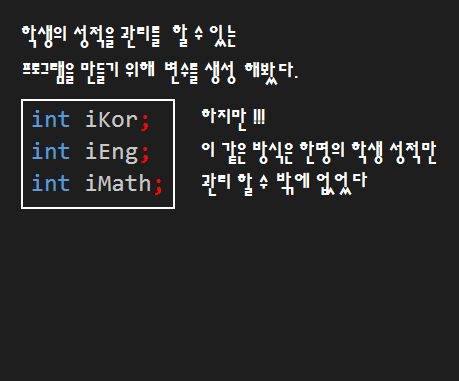 학생의 성적을 관리를 할 수 있는
프로그램을 만들기 위해 변수를 생성 해봤다.
int iKor;
int iEng;
int iMath;
하지만 !!!
이 같은 방식은 한명의 학생 성적만
관리 할 수 밖에 없었다